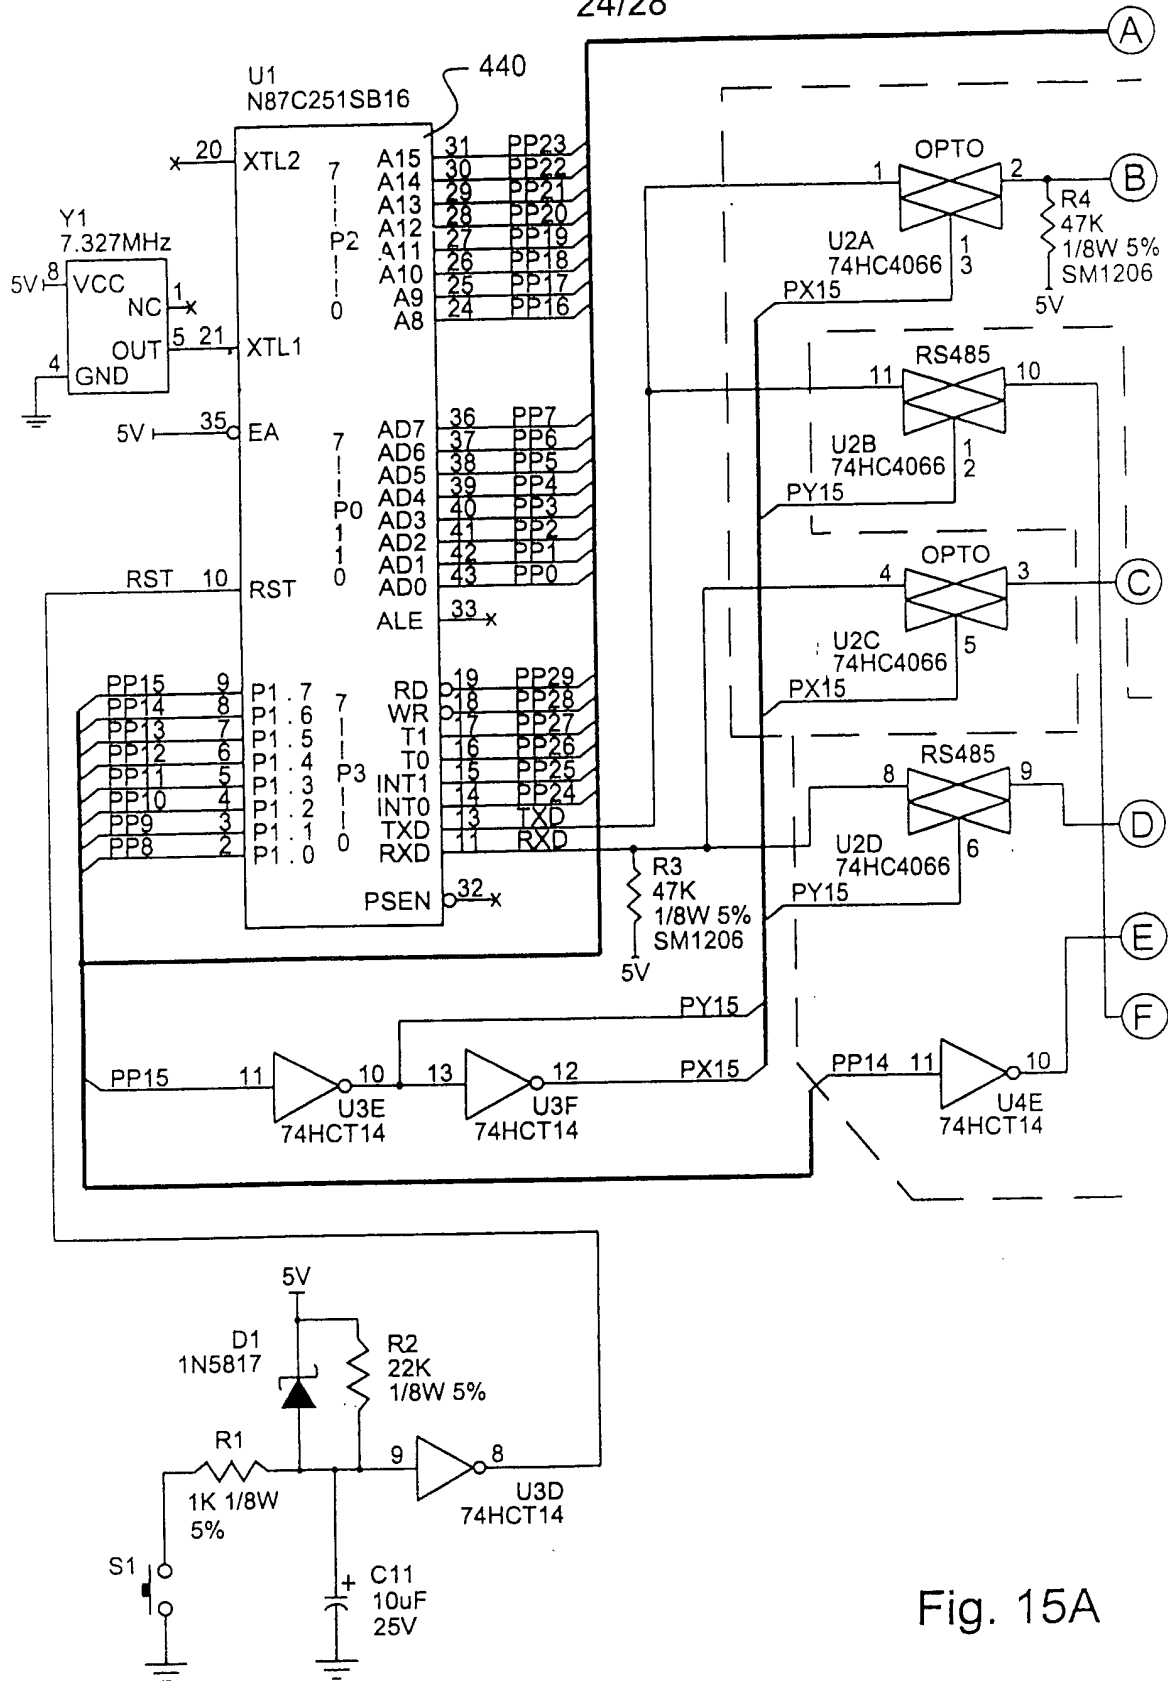 24/28
A
U1
N87C251SB16
440
20 XTL2
7
P2
0
A15 31 PP23
A14 30 PP22
A13 29 PP21
A12 28 PP20
A11 27 PP19
A10 26 PP18
A9 25 PP17
A8 24 PP16
Y1
7.327MHz
5V 8 VCC
NC 1
OUT 5 21 XTL1
4 GND
5V 35 EA
7
P0
1
1
0
AD7 36 PP7
AD6 37 PP6
AD5 38 PP5
AD4 39 PP4
AD3 40 PP3
AD2 41 PP2
AD1 42 PP1
AD0 43 PP0
RST 10 RST
ALE 33
PP15 9 P1.7
PP14 8 P1.6
PP13 7 P1.5
PP12 6 P1.4
PP11 5 P1.3
PP10 4 P1.2
PP9 3 P1.1
PP8 2 P1.0
7
P3
0
RD 19 PP29
WR 18 PP28
T1 17 PP27
T0 16 PP26
INT1 15 PP25
INT0 14 PP24
TXD 13 TXD
RXD 11 RXD
PSEN 32
R3
47K
1/8W 5%
SM1206
5V
OPTO
1 2 B
U2A
74HC4066
1
3
PX15
R4
47K
1/8W 5%
SM1206
5V
RS485
11 10
U2B
74HC4066
1
2
PY15
OPTO
4 3 C
U2C
74HC4066
5
PX15
RS485
8 9
D
U2D
74HC4066
6
PY15
E
F
PY15
PP15 11 10 13 12 PX15
U3E
74HCT14
U3F
74HCT14
PP14 11 10
U4E
74HCT14
5V
D1
1N5817
R2
22K
1/8W 5%
R1
1K 1/8W
5%
9 8
U3D
74HCT14
S1
C11
10uF
25V
+
Fig. 15A